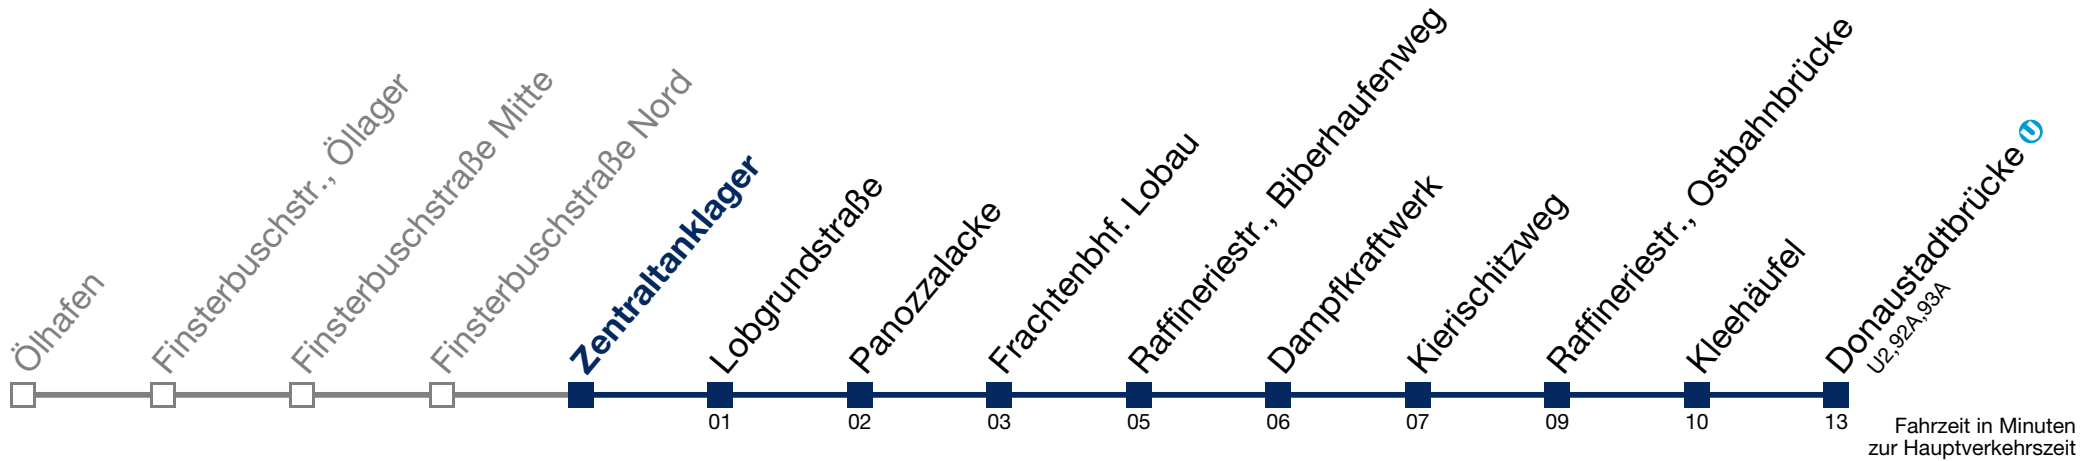 Ölhafen
Finsterbuschstr., Öllager
Finsterbuschstraße Mitte
Finsterbuschstraße Nord
Zentraltanklager
Lobgrundstraße
Panozzalacke
Frachtenbhf. Lobau
Raffineriestr., Biberhaufenweg
Dampfkraftwerk
Kierischitzweg
Raffineriestr., Ostbahnbrücke
Kleehäufel
Donaustadtbrücke U
U2,92A,93A
01 02 03 05 06 07 09 10 13
Fahrzeit in Minuten
zur Hauptverkehrszeit